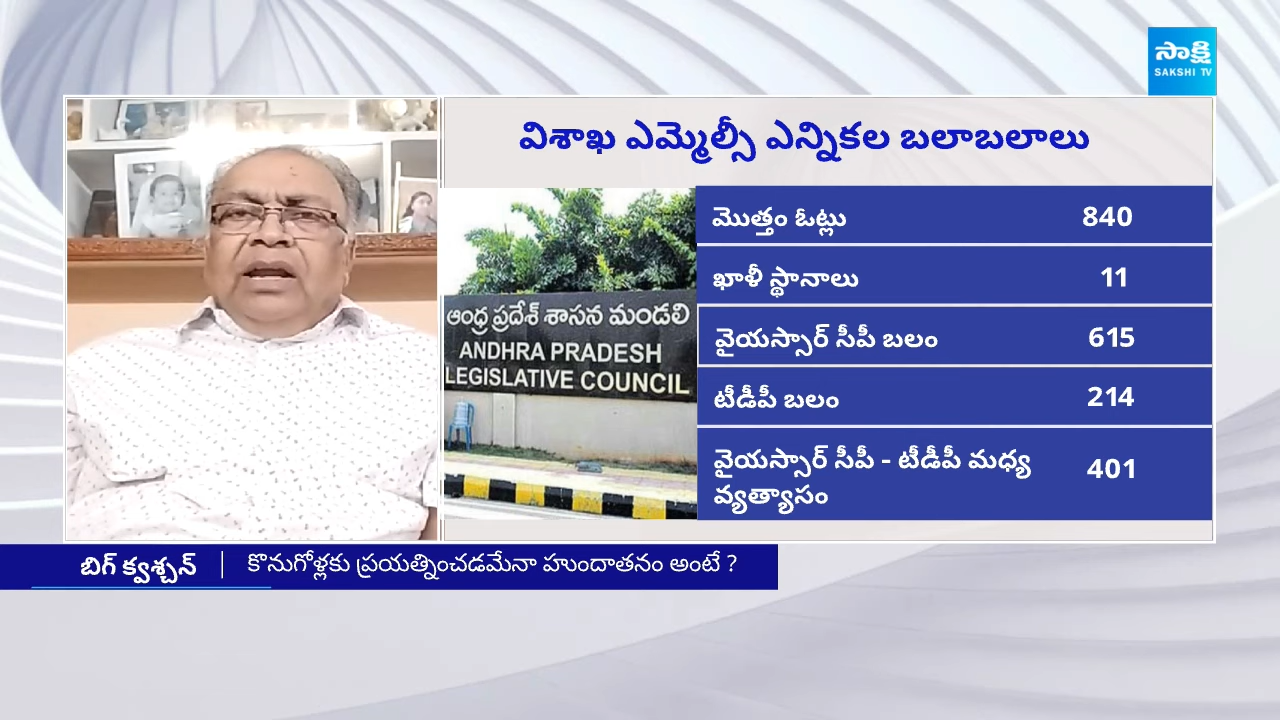 సాక్షి
SAKSHI TV
విశాఖ ఎమ్మెల్సీ ఎన్నికల బలాబలాలు
ఆంధ్ర ప్రదేశ్ శాసన మండలి
ANDHRA PRADESH
LEGISLATIVE COUNCIL
మొత్తం ఓట్లు 840
ఖాళీ స్థానాలు 11
వైయస్సార్ సీపీ బలం 615
టీడీపీ బలం 214
వైయస్సార్ సీపీ - టీడీపీ మధ్య 401
వ్యత్యాసం
బిగ్ క్వశ్చన్ | కొనుగోళ్లకు ప్రయత్నించడమేనా హుందాతనం అంటే ?